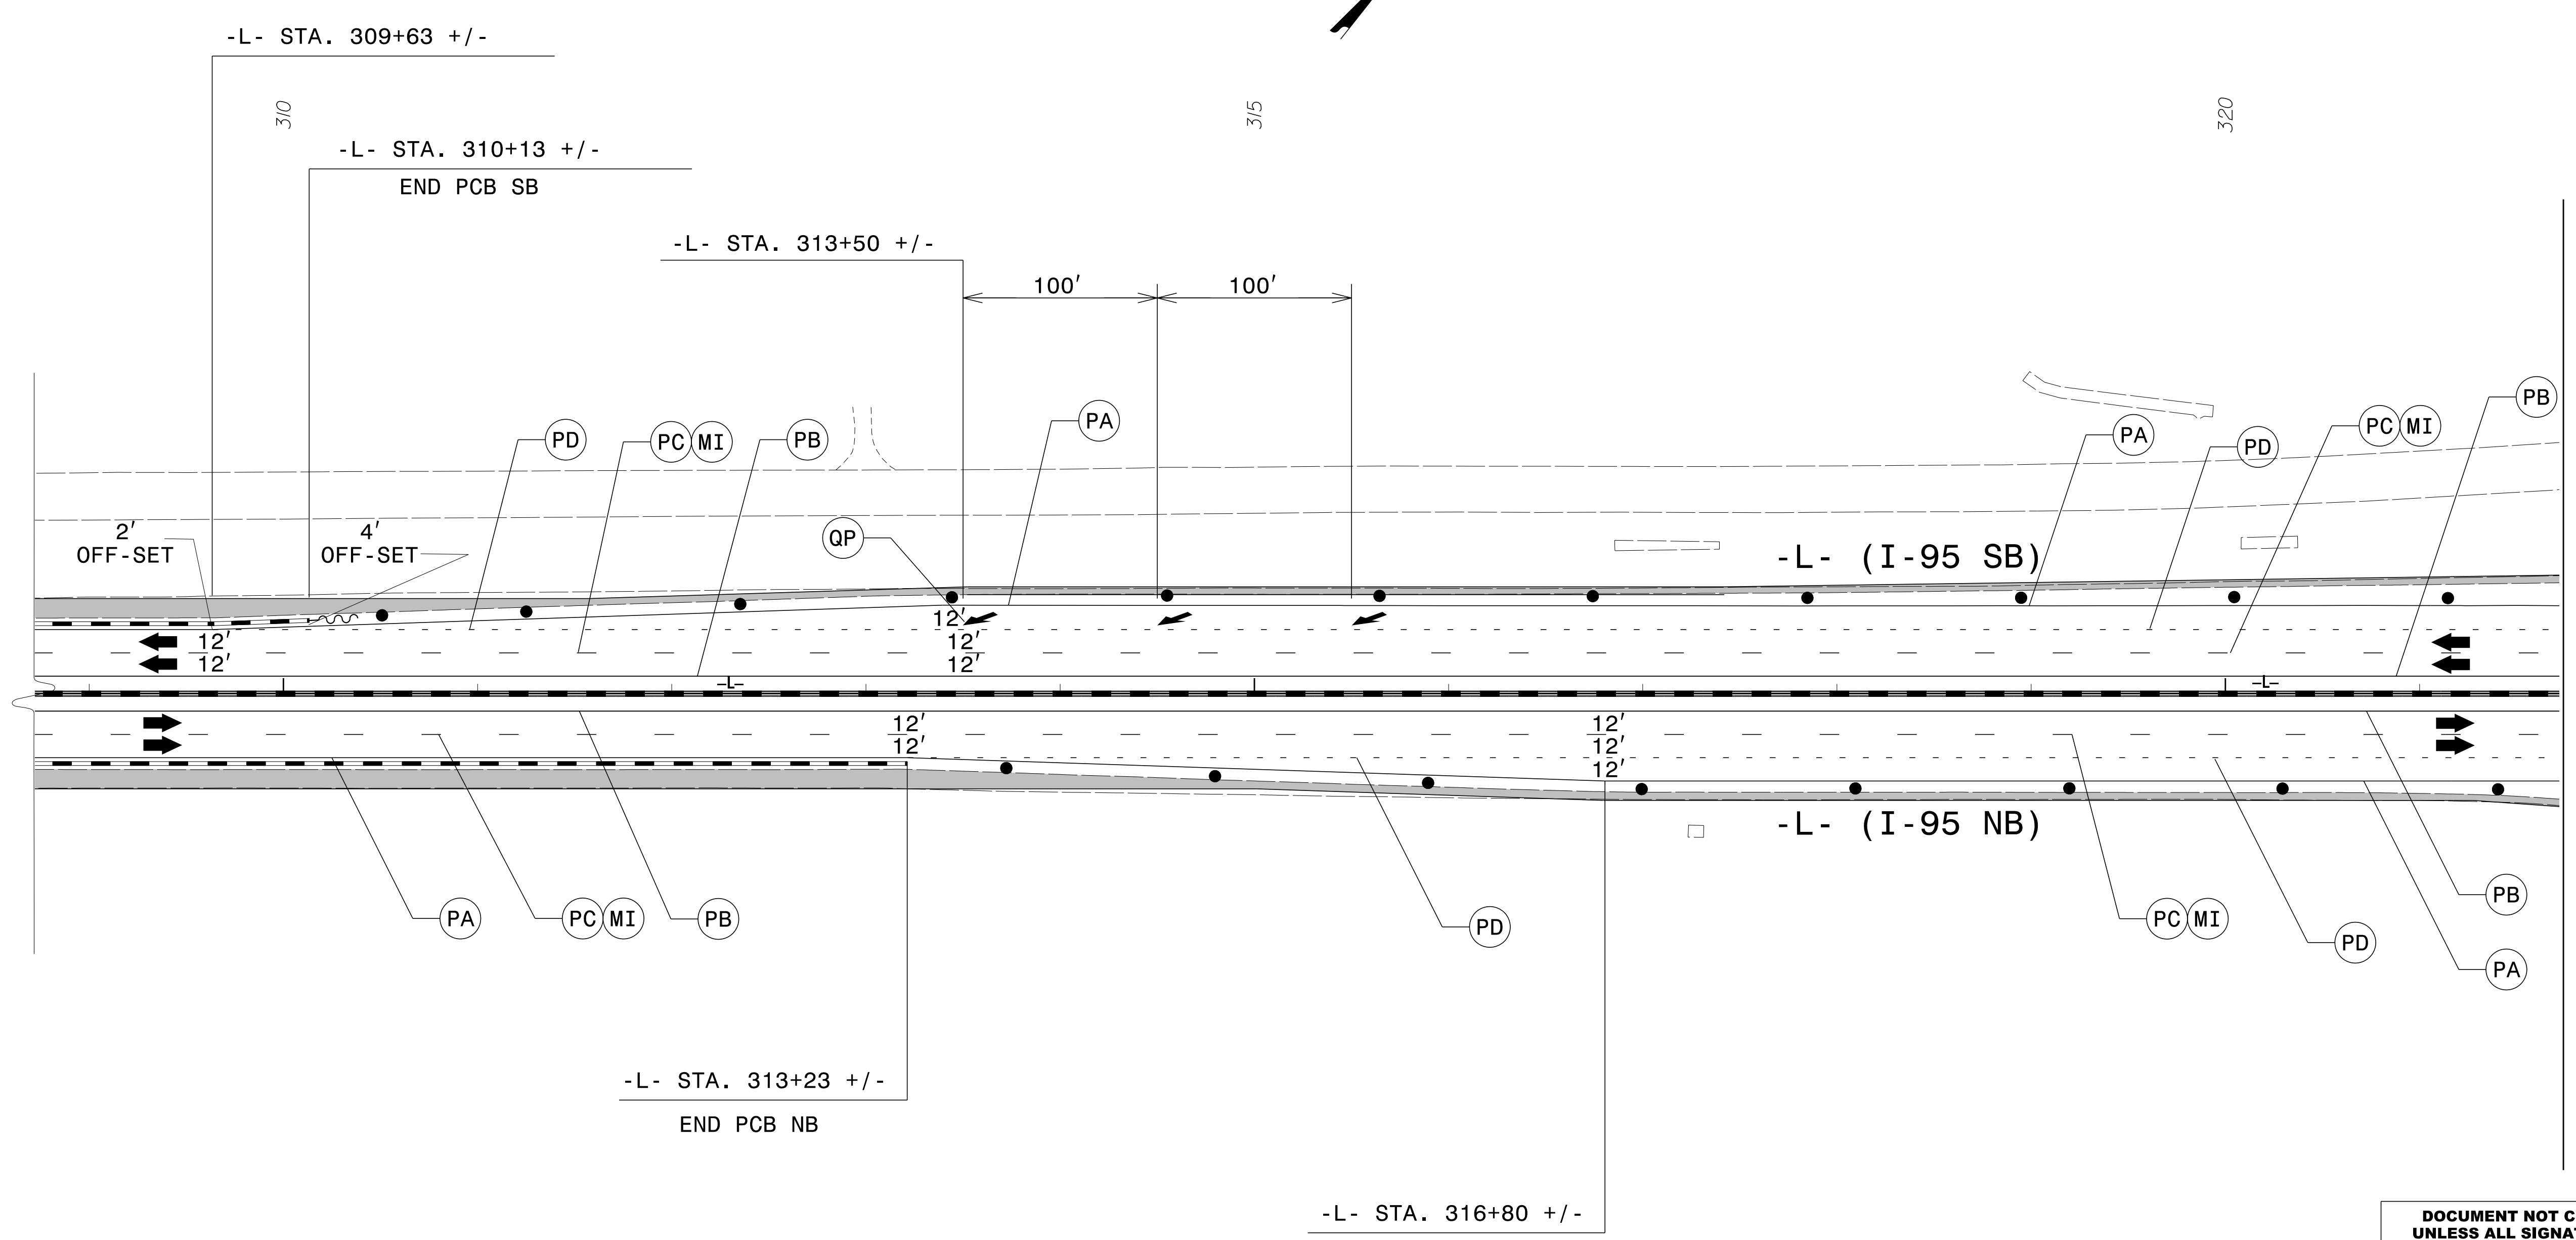 -L- STA. 309+63 +/-
310
315
320
-L- STA. 310+13 +/-
END PCB SB
-L- STA. 313+50 +/-
100' 100'
PB
PA
PC MI
PA
PD PC MI PB
PD
2'
OFF-SET
4'
OFF-SET
QP
-L- (I-95 SB)
12'
12' 12'
12' 12'
-L- -L-
12' 12'
12' 12'
12'
-L- (I-95 NB)
PB
PA PC MI PB PD PC MI
PD
PA
-L- STA. 313+23 +/-
END PCB NB
-L- STA. 316+80 +/-
DOCUMENT NOT C
UNLESS ALL SIGNA